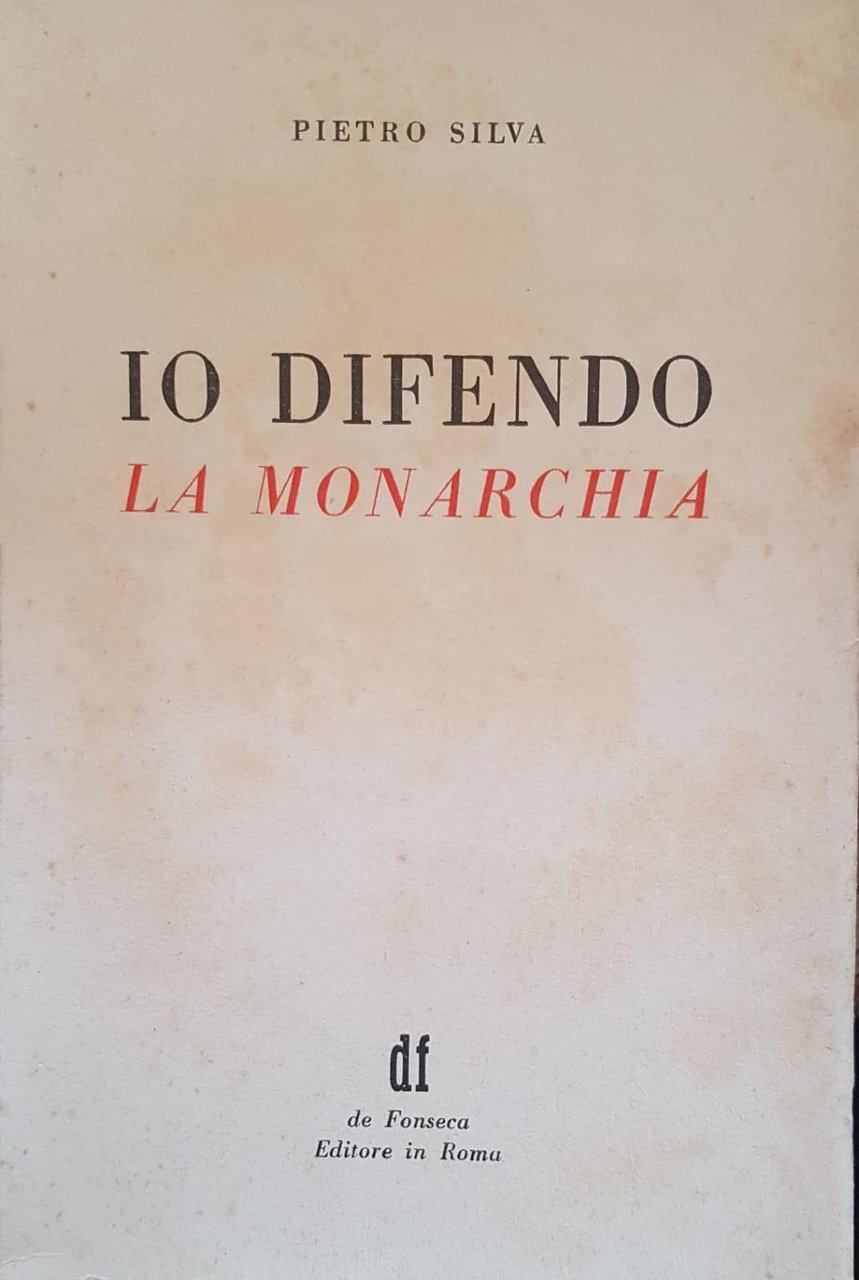 PIETRO SILVA
IO DIFENDO
LA MONARCHIA
df
de Fonseca
Editore in Roma